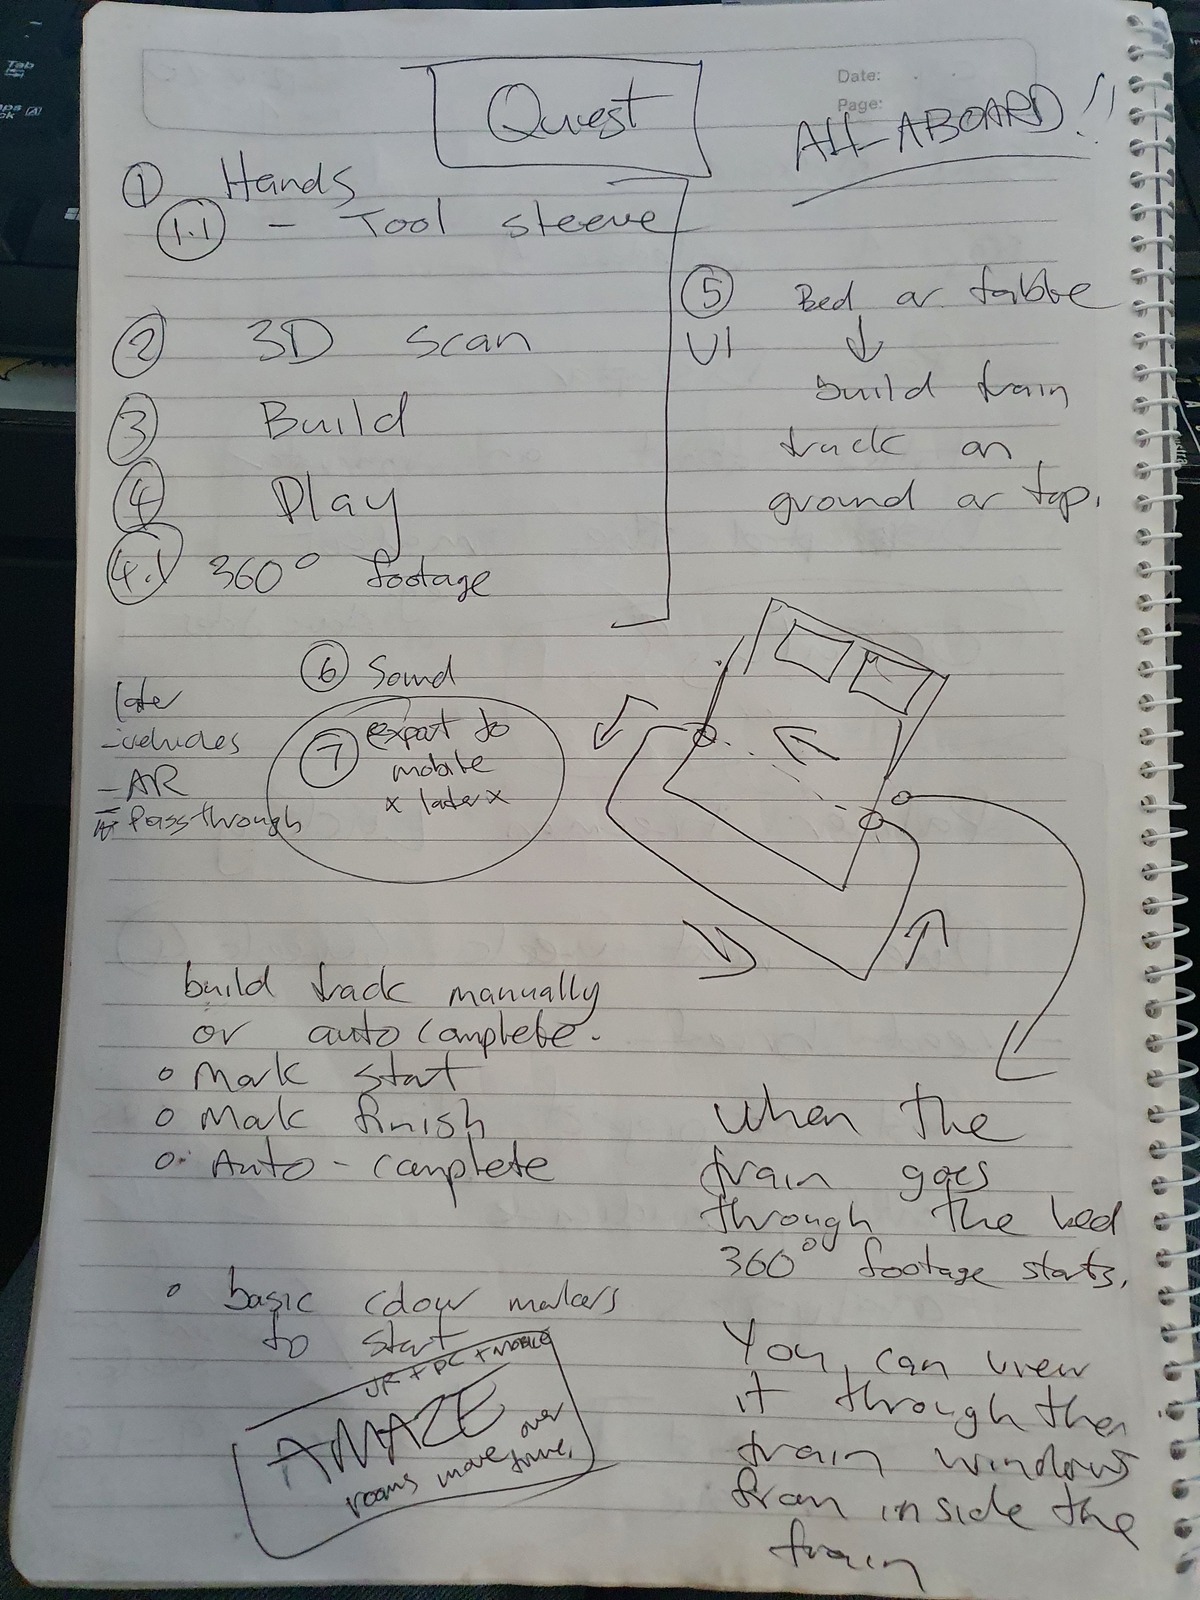 Quest
Date:
Page:
ALL ABOARD!!
① Hands
1.1 - Tool sleeve
② 3D scan
③ Build
④ Play
4.1 360° footage
⑤ Bed or table
UI
↓
build train
track on
ground or top.
⑥ Sound
⑦ export to
mobile
x later x
later
- vehicles
- AR
Passthrough
build track manually
or auto complete.
o Mark start
o Mark finish
o Auto-complete
o basic colour makers
to start
When the
train goes
through the bed
360° footage starts.
You can view
it through the
train windows
from inside the
train
VR + PC + MOBILE
AMAZE
rooms move over
time.
Tab